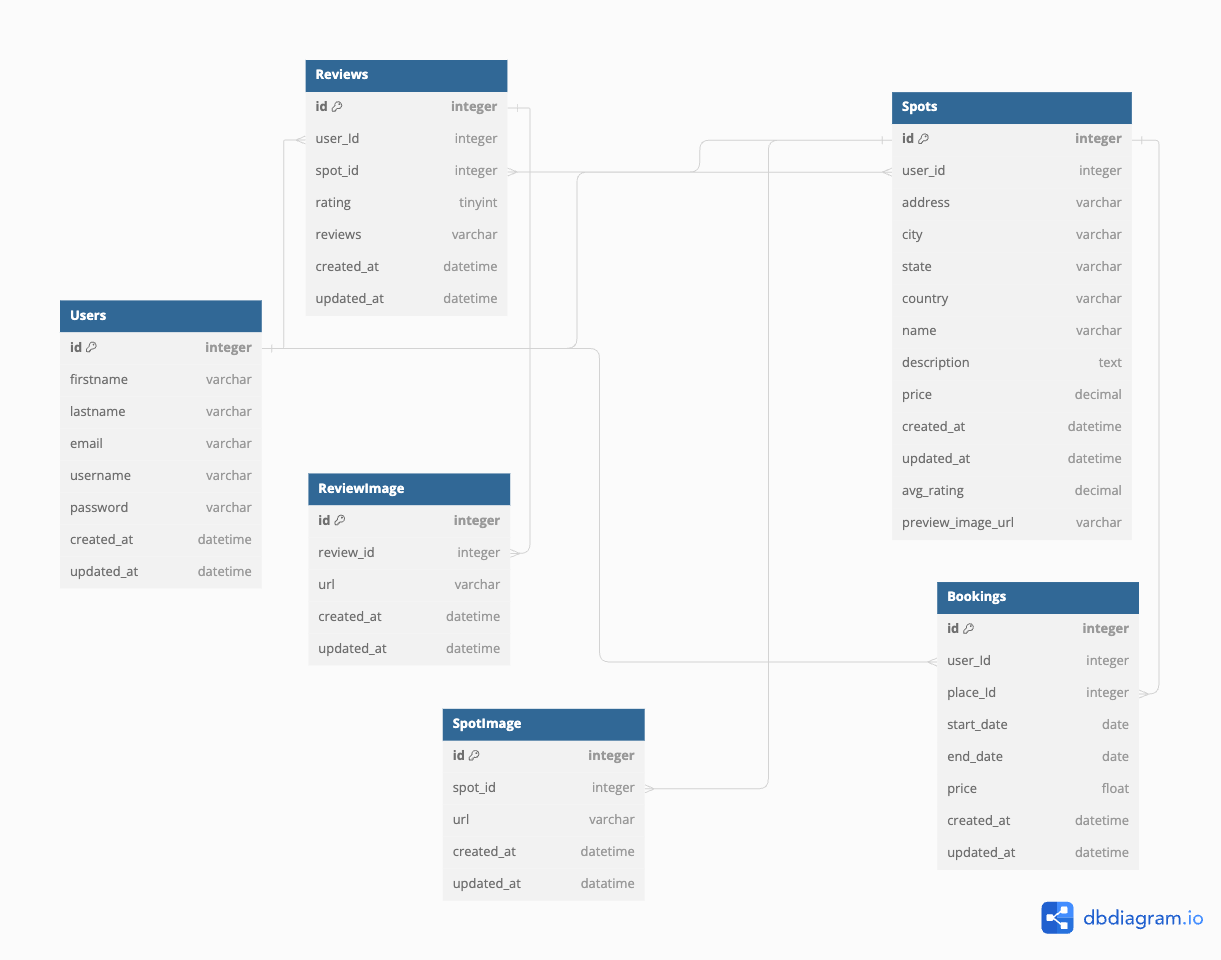 Reviews
id integer
user_Id integer
spot_id integer
rating tinyint
reviews varchar
created_at datetime
updated_at datetime
Spots
id integer
user_id integer
address varchar
city varchar
state varchar
country varchar
name varchar
description text
price decimal
created_at datetime
updated_at datetime
avg_rating decimal
preview_image_url varchar
Users
id integer
firstname varchar
lastname varchar
email varchar
username varchar
password varchar
created_at datetime
updated_at datetime
ReviewImage
id integer
review_id integer
url varchar
created_at datetime
updated_at datetime
Bookings
id integer
user_Id integer
place_Id integer
start_date date
end_date date
price float
created_at datetime
updated_at datetime
SpotImage
id integer
spot_id integer
url varchar
created_at datetime
updated_at datatime
dbdiagram.io